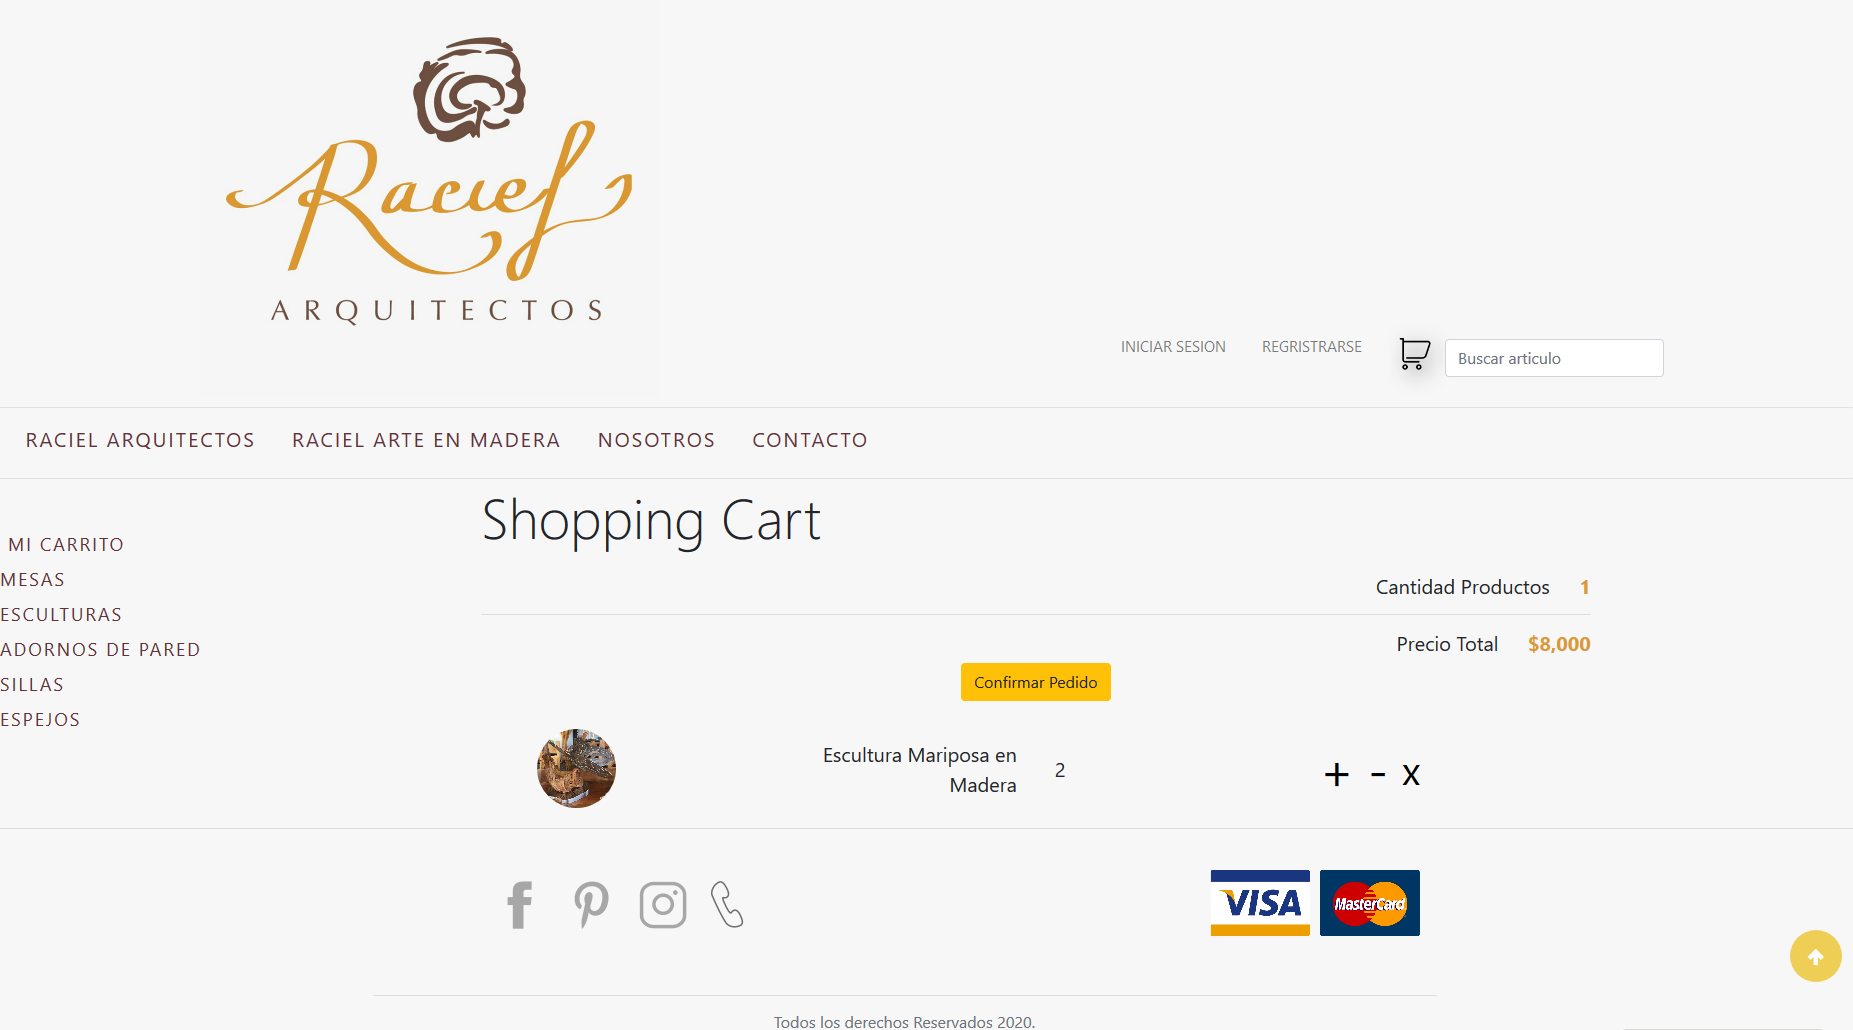 Raciel
ARQUITECTOS
INICIAR SESION REGRISTRARSE Buscar articulo
RACIEL ARQUITECTOS RACIEL ARTE EN MADERA NOSOTROS CONTACTO
Shopping Cart
MI CARRITO
MESAS
ESCULTURAS
ADORNOS DE PARED
SILLAS
ESPEJOS
Cantidad Productos 1
Precio Total $8,000
Confirmar Pedido
Escultura Mariposa en
Madera
2
+ - x
VISA MasterCard
Todos los derechos Reservados 2020.